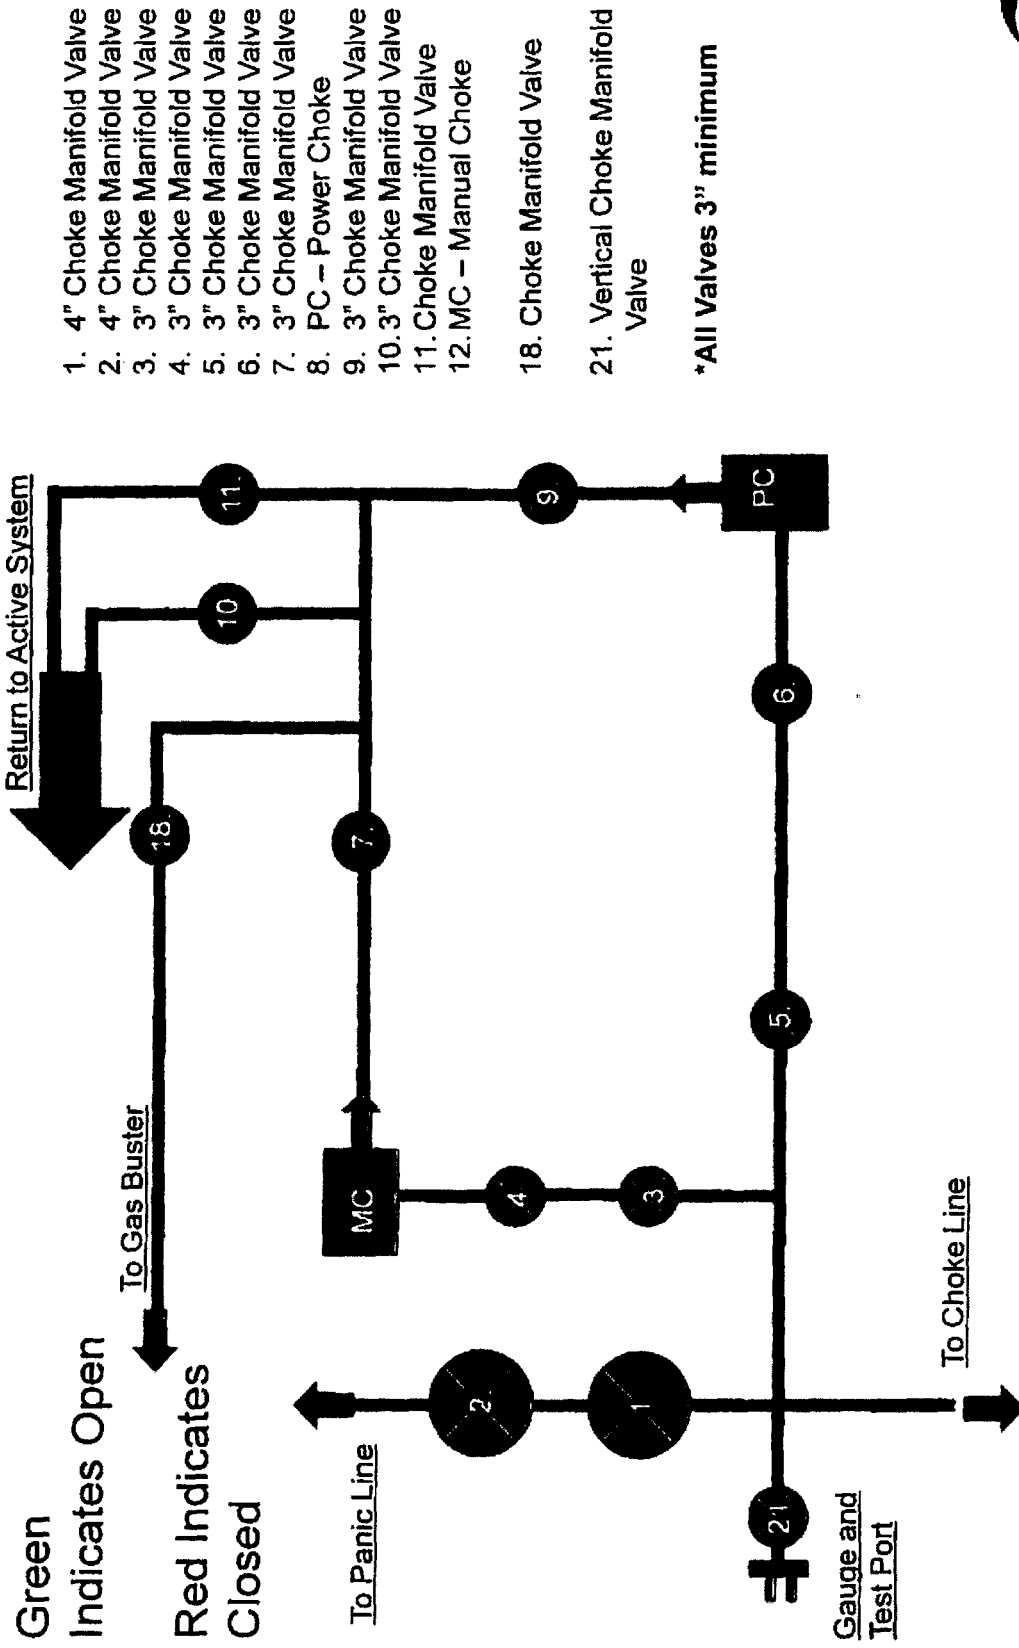 Green
Indicates Open
Red Indicates
Closed
To Gas Buster
Return to Active System
To Panic Line
Gauge and
Test Port
To Choke Line
MC
PC
1
2.
3
4
5.
6.
7.
9.
10
11.
18.
21
1. 4" Choke Manifold Valve
2. 4" Choke Manifold Valve
3. 3" Choke Manifold Valve
4. 3" Choke Manifold Valve
5. 3" Choke Manifold Valve
6. 3" Choke Manifold Valve
7. 3" Choke Manifold Valve
8. PC – Power Choke
9. 3" Choke Manifold Valve
10. 3" Choke Manifold Valve
11. Choke Manifold Valve
12. MC – Manual Choke
18. Choke Manifold Valve
21. Vertical Choke Manifold
Valve
*All Valves 3" minimum